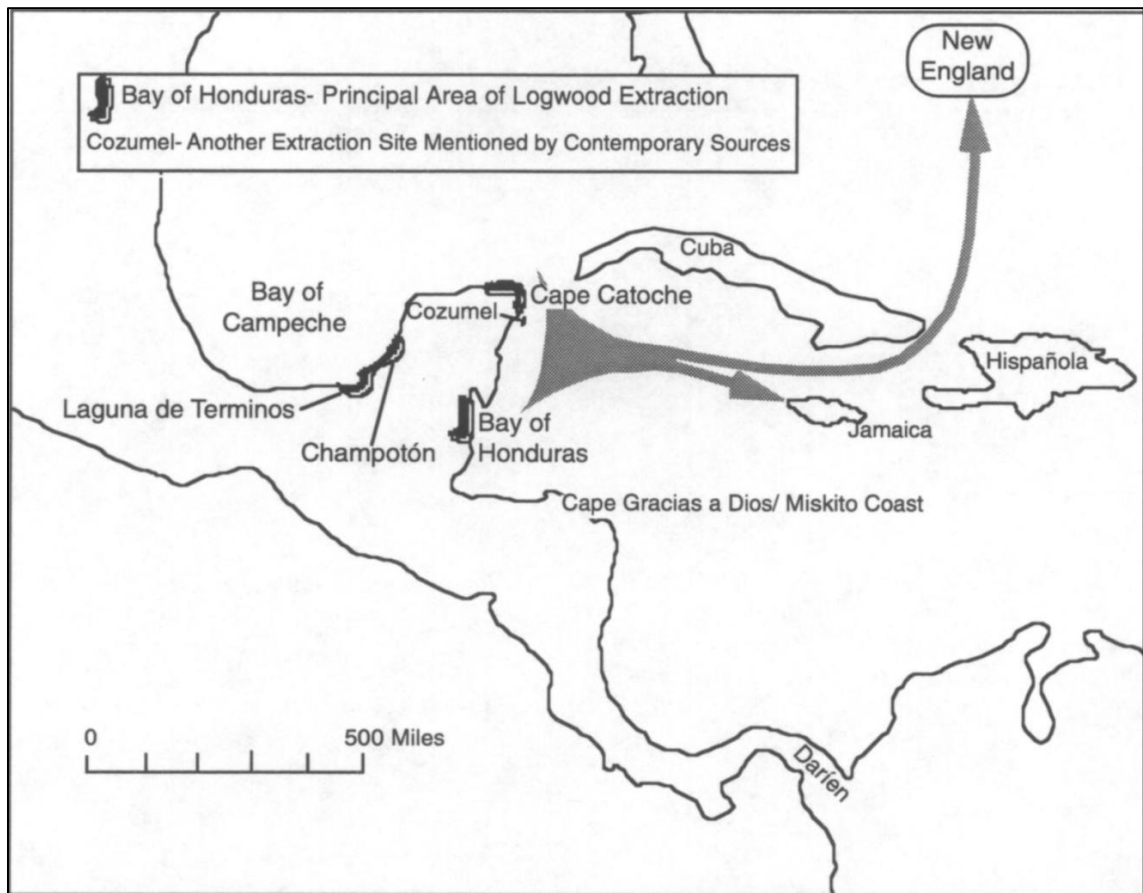 New
England
Bay of Honduras- Principal Area of Logwood Extraction
Cozumel- Another Extraction Site Mentioned by Contemporary Sources
Cuba
Bay of
Campeche
Cape Catoche
Cozumel
Hispañola
Laguna de Terminos
Champotón
Bay of
Honduras
Jamaica
Cape Gracias a Dios/ Miskito Coast
0
500 Miles
Daríen